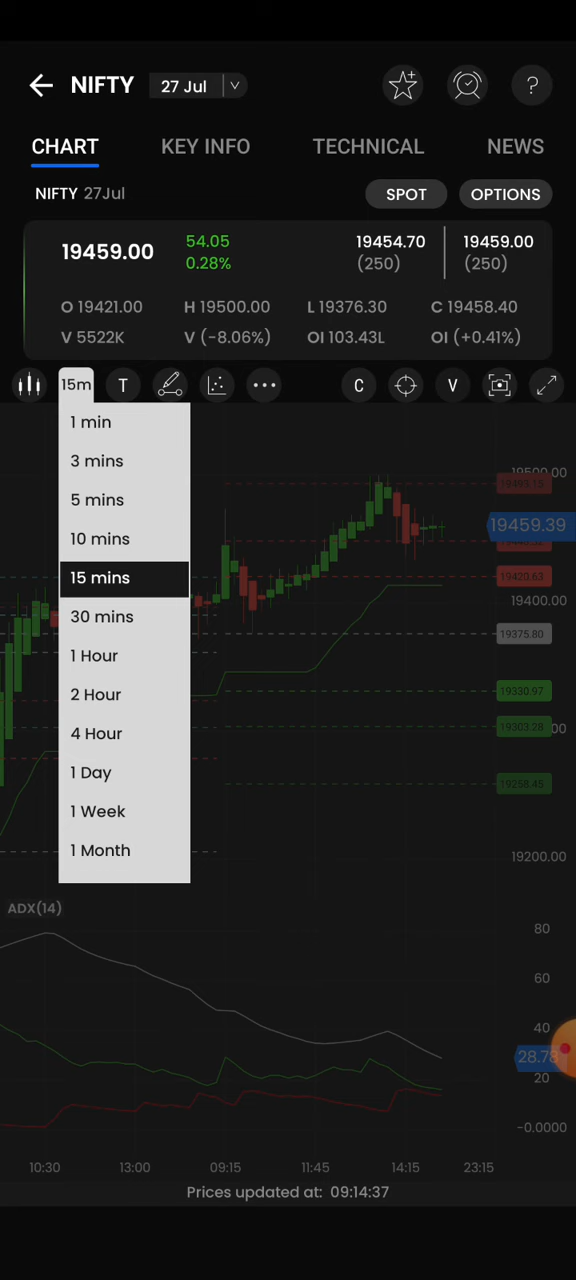 NIFTY 27 Jul
CHART KEY INFO TECHNICAL NEWS
NIFTY 27Jul SPOT OPTIONS
19459.00 54.05 19454.70 19459.00
0.28% (250) (250)
O 19421.00 H 19500.00 L 19376.30 C 19458.40
V 5522K V (-8.06%) OI 103.43L OI (+0.41%)
15m T C V
1 min
3 mins
5 mins
10 mins
15 mins
30 mins
1 Hour
2 Hour
4 Hour
1 Day
1 Week
1 Month
19493.15
19459.39
19420.63
19400.00
19375.80
19330.97
19303.28
19258.45
19200.00
ADX(14)
80
60
40
28.78
20
-0.0000
10:30 13:00 09:15 11:45 14:15 23:15
Prices updated at: 09:14:37